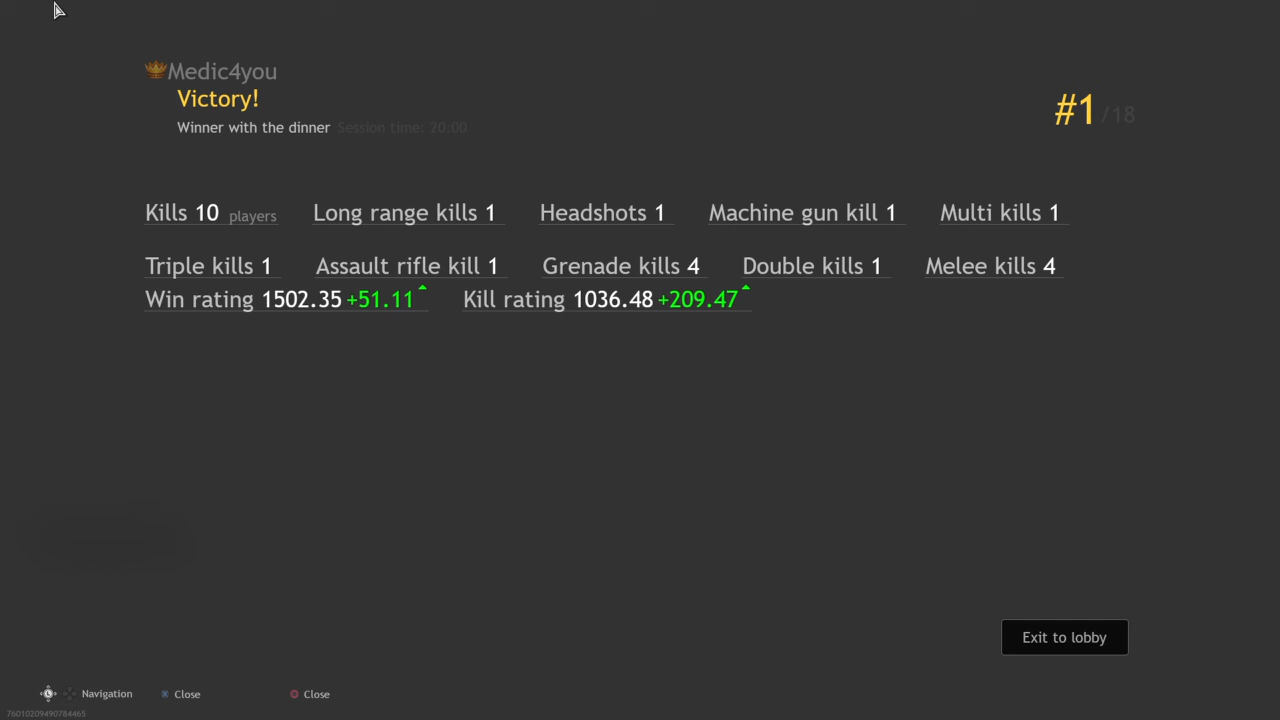 Medic4you
Victory!
Winner with the dinner Session time: 20:00
#1/18
Kills 10 players Long range kills 1 Headshots 1 Machine gun kill 1 Multi kills 1
Triple kills 1 Assault rifle kill 1 Grenade kills 4 Double kills 1 Melee kills 4
Win rating 1502.35 +51.11 Kill rating 1036.48 +209.47
Exit to lobby
Navigation Close Close
76010209490784465